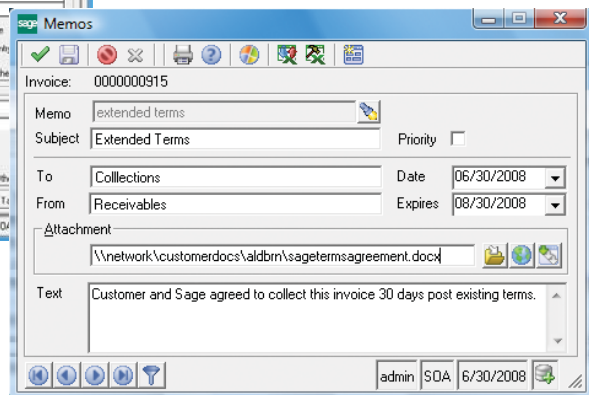 sage Memos
Invoice: 0000000915
Memo extended terms
Subject Extended Terms Priority
To Colllections Date 06/30/2008
From Receivables Expires 08/30/2008
Attachment
\\network\customerdocs\aldbrn\sagetermsagreement.docx
Text Customer and Sage agreed to collect this invoice 30 days post existing terms.
admin SOA 6/30/2008